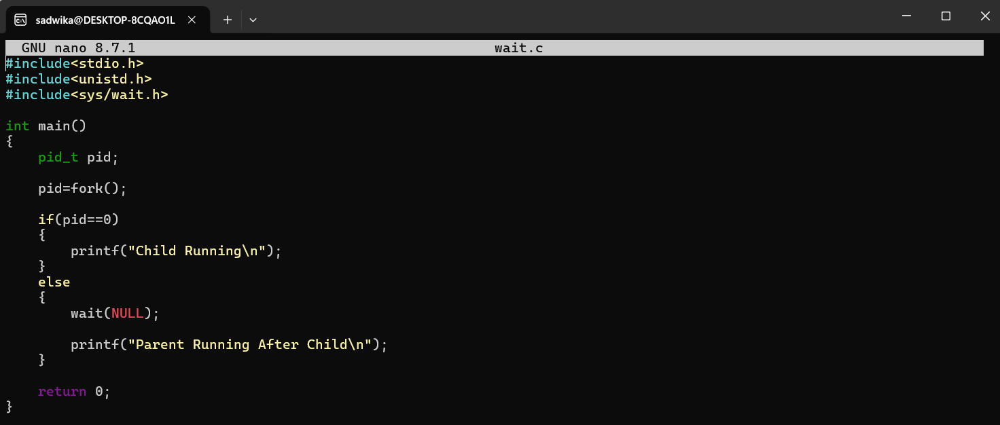 sadwika@DESKTOP-8CQAO1L
GNU nano 8.7.1 wait.c
#include<stdio.h>
#include<unistd.h>
#include<sys/wait.h>
int main()
{
    pid_t pid;
    pid=fork();
    if(pid==0)
    {
        printf("Child Running\n");
    }
    else
    {
        wait(NULL);
        printf("Parent Running After Child\n");
    }
    return 0;
}